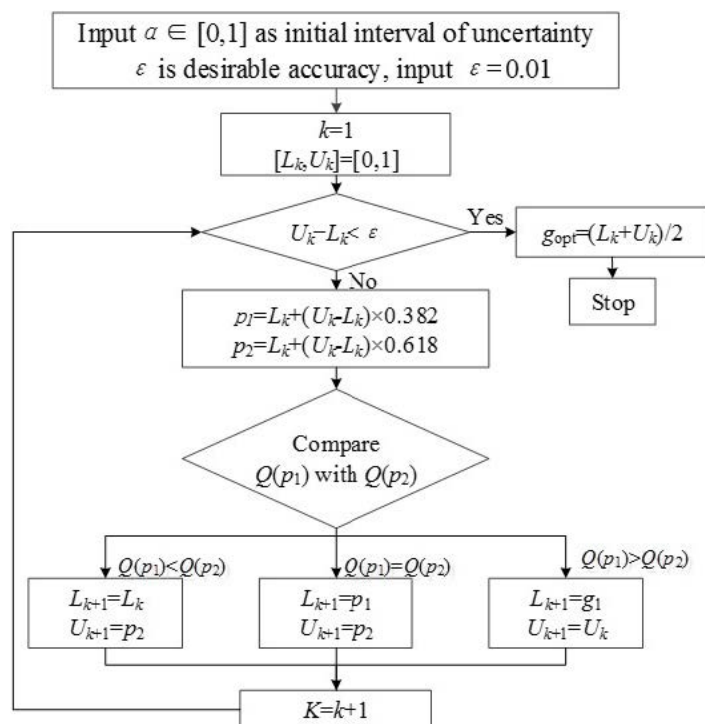 Input α ∈ [0,1] as initial interval of uncertainty
ε is desirable accuracy, input ε=0.01
k=1
[Lₖ,Uₖ]=[0,1]
Uₖ-Lₖ< ε
Yes
gₒₚₜ=(Lₖ+Uₖ)/2
Stop
No
p₁=Lₖ+(Uₖ-Lₖ)×0.382
p₂=Lₖ+(Uₖ-Lₖ)×0.618
Compare
Q(p₁) with Q(p₂)
Q(p₁)<Q(p₂)
Q(p₁)=Q(p₂)
Q(p₁)>Q(p₂)
Lₖ₊₁=Lₖ
Uₖ₊₁=p₂
Lₖ₊₁=p₁
Uₖ₊₁=p₂
Lₖ₊₁=g₁
Uₖ₊₁=Uₖ
K=k+1